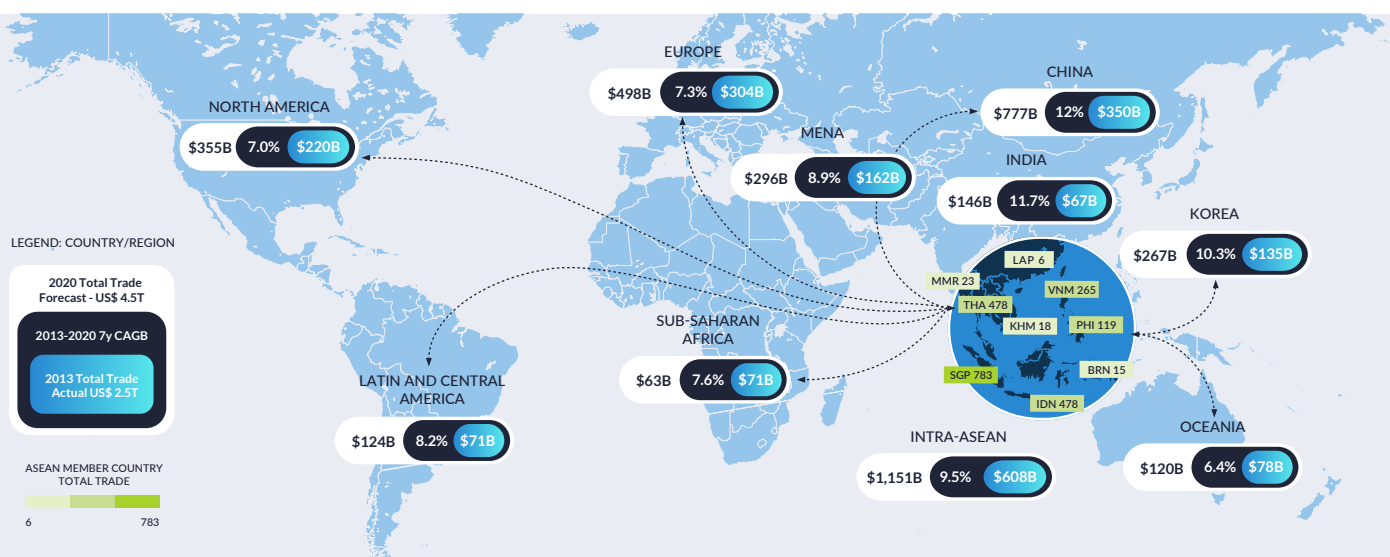 EUROPE
$498B 7.3% $304B
CHINA
$777B 12% $350B
NORTH AMERICA
$355B 7.0% $220B
MENA
$296B 8.9% $162B
INDIA
$146B 11.7% $67B
KOREA
$267B 10.3% $135B
LEGEND: COUNTRY/REGION
2020 Total Trade
Forecast - US$ 4.5T
2013-2020 7y CAGB
2013 Total Trade
Actual US$ 2.5T
ASEAN MEMBER COUNTRY
TOTAL TRADE
6 783
LAP 6
MMR 23
VNM 265
THA 478
KHM 18
PHI 119
SGP 783
BRN 15
IDN 478
SUB-SAHARAN
AFRICA
$63B 7.6% $71B
LATIN AND CENTRAL
AMERICA
$124B 8.2% $71B
INTRA-ASEAN
$1,151B 9.5% $608B
OCEANIA
$120B 6.4% $78B